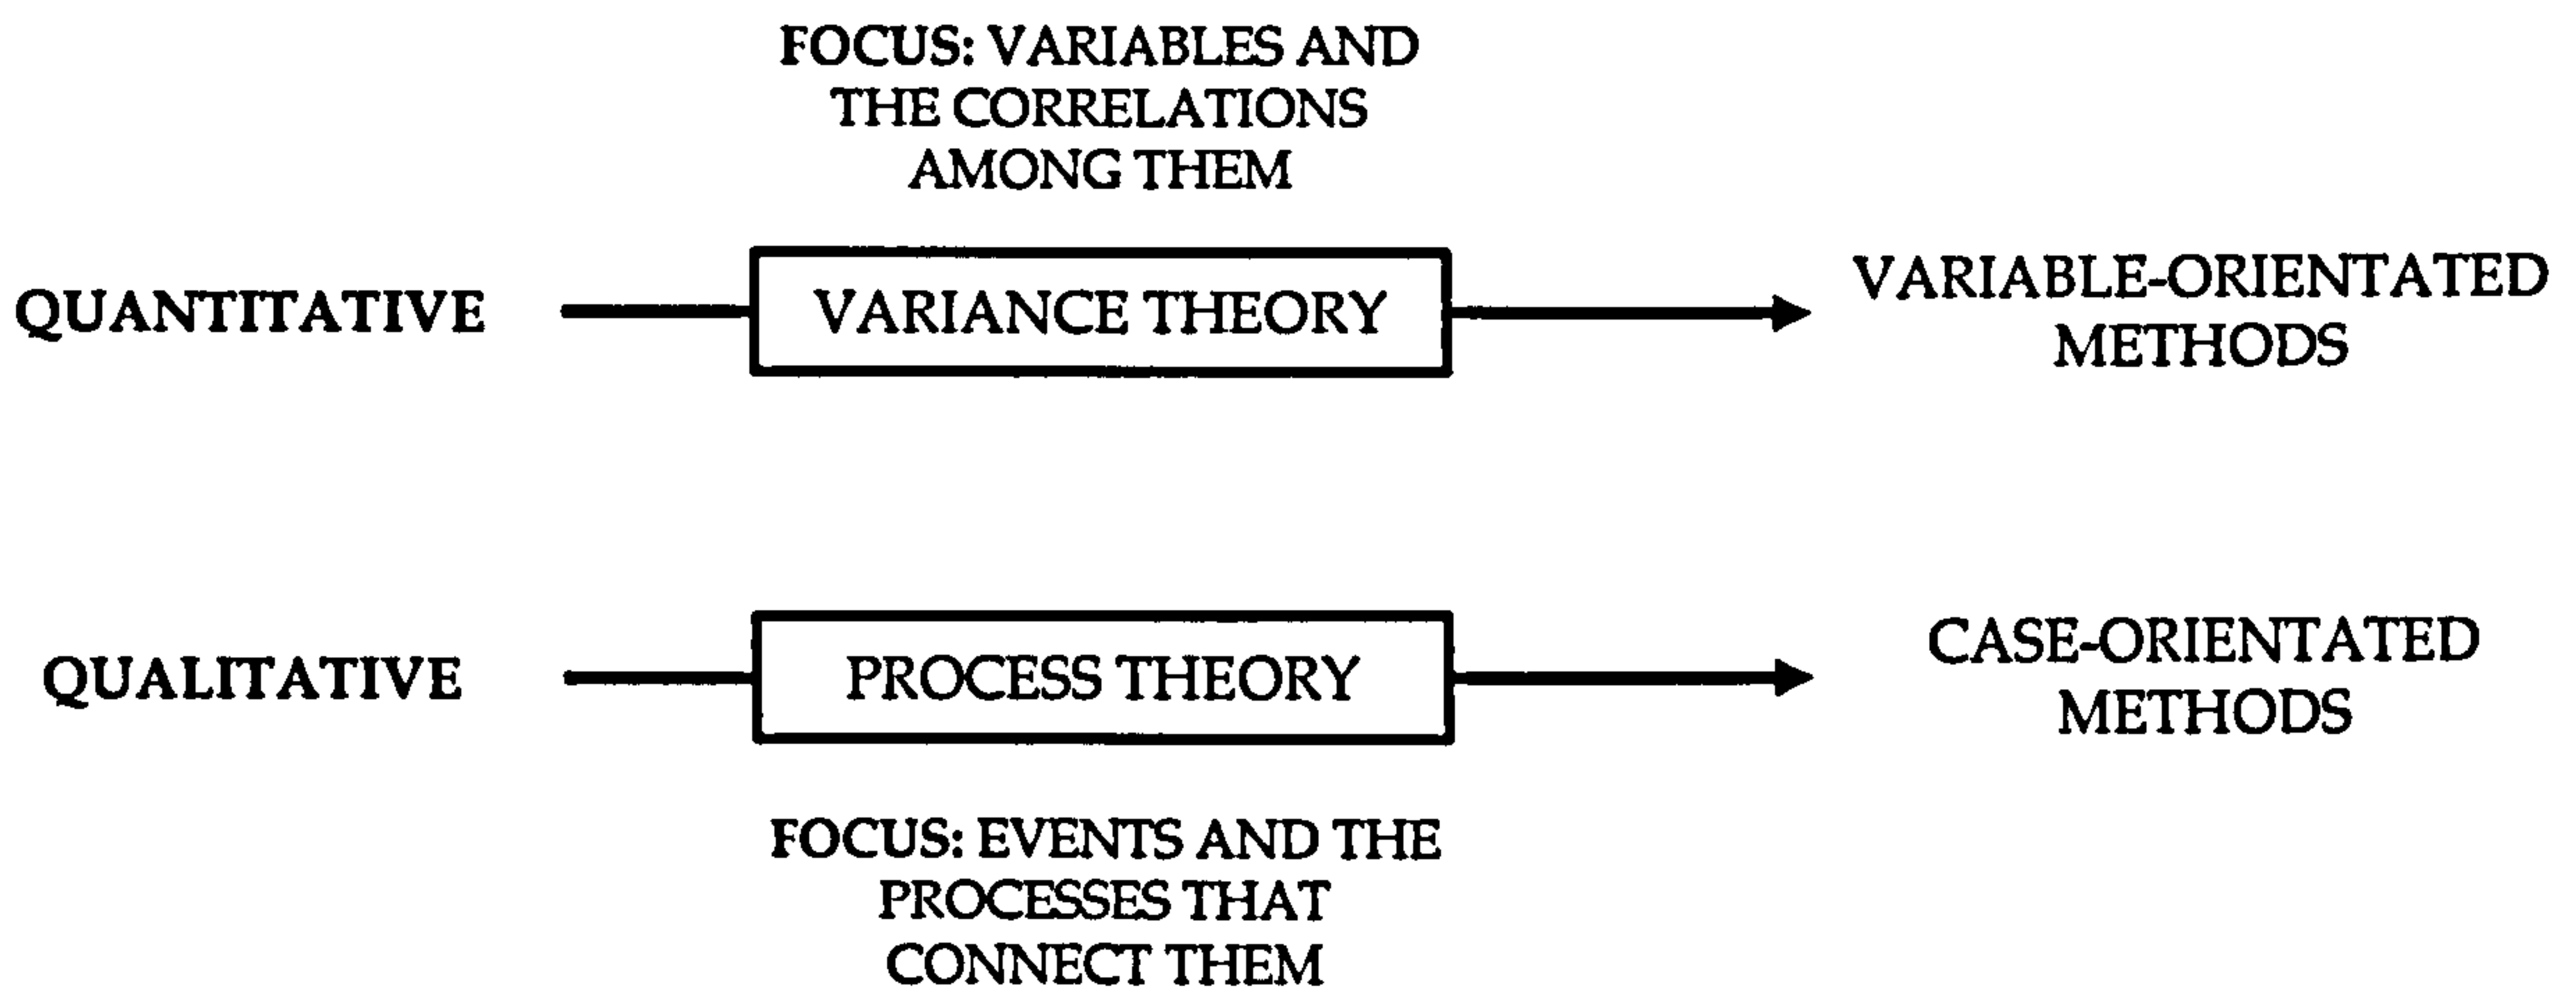 FOCUS: VARIABLES AND
THE CORRELATIONS
AMONG THEM
QUANTITATIVE
VARIANCE THEORY
VARIABLE-ORIENTATED
METHODS
QUALITATIVE
PROCESS THEORY
CASE-ORIENTATED
METHODS
FOCUS: EVENTS AND THE
PROCESSES THAT
CONNECT THEM